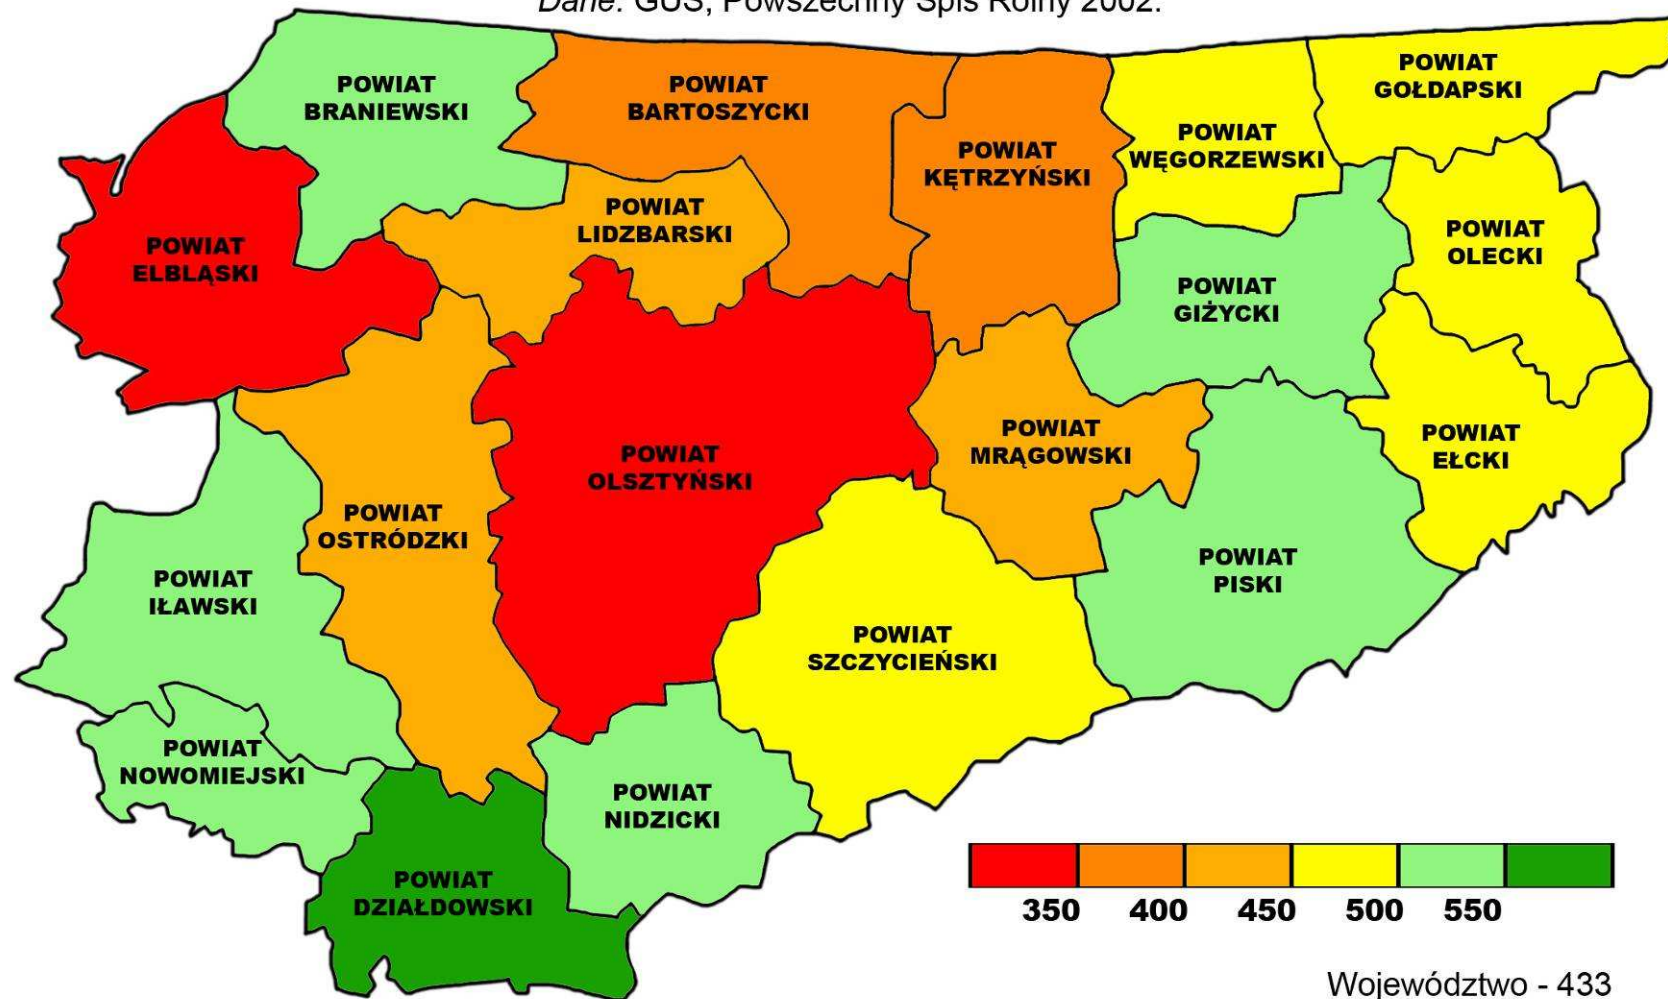 Dane: GUS, Powszechny Spis Rolny 2002.
POWIAT
BRANIEWSKI
POWIAT
BARTOSZYCKI
POWIAT
KĘTRZYŃSKI
POWIAT
WĘGORZEWSKI
POWIAT
GOŁDAPSKI
POWIAT
ELBLĄSKI
POWIAT
LIDZBARSKI
POWIAT
GIŻYCKI
POWIAT
OLECKI
POWIAT
OSTRÓDZKI
POWIAT
OLSZTYŃSKI
POWIAT
MRĄGOWSKI
POWIAT
EŁCKI
POWIAT
IŁAWSKI
POWIAT
SZCZYCIEŃSKI
POWIAT
PISKI
POWIAT
NOWOMIEJSKI
POWIAT
NIDZICKI
POWIAT
DZIAŁDOWSKI
350 400 450 500 550
Województwo - 433